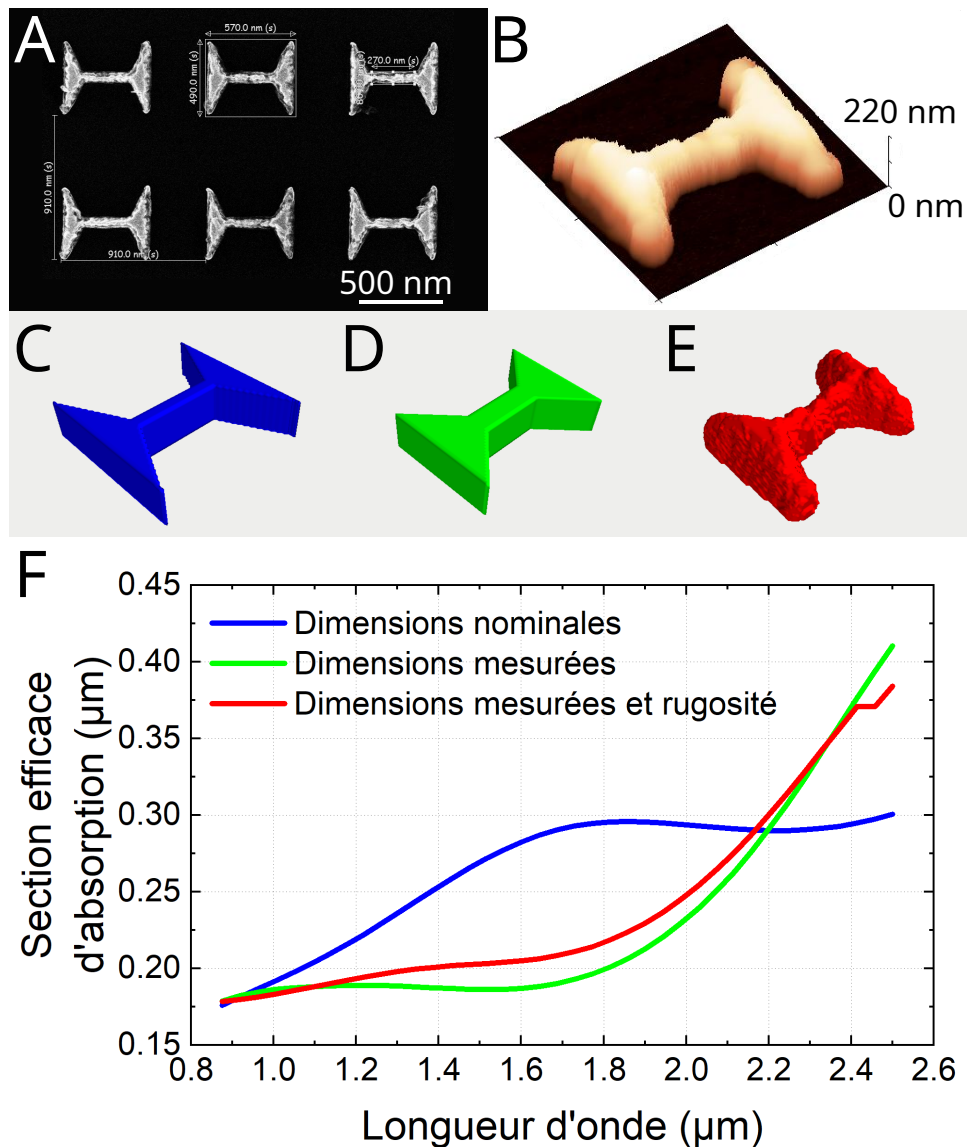 A
570.0 nm (s)
490.0 nm (s)
270.0 nm (s)
910.0 nm (s)
910.0 nm (s)
500 nm
B
220 nm
0 nm
C
D
E
F
Section efficace
d'absorption (μm)
0.45
0.40
0.35
0.30
0.25
0.20
0.15
Dimensions nominales
Dimensions mesurées
Dimensions mesurées et rugosité
0.8 1.0 1.2 1.4 1.6 1.8 2.0 2.2 2.4 2.6
Longueur d'onde (μm)